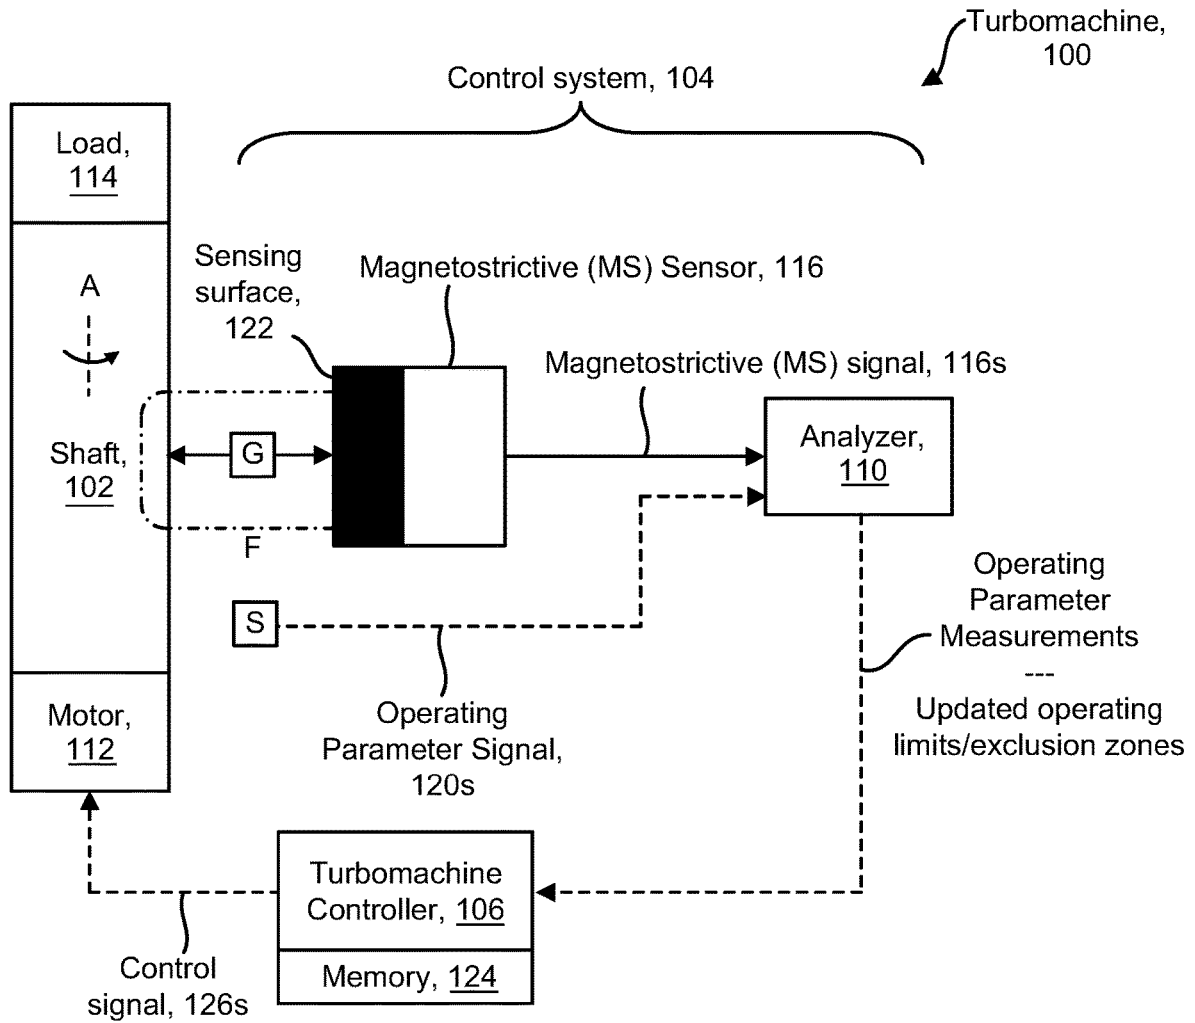 Turbomachine,
100
Control system, 104
Load,
114
Sensing
surface,
122
Magnetostrictive (MS) Sensor, 116
A
Magnetostrictive (MS) signal, 116s
Shaft,
102
G
Analyzer,
110
F
S
Operating
Parameter
Measurements
---
Updated operating
limits/exclusion zones
Operating
Parameter Signal,
120s
Motor,
112
Turbomachine
Controller, 106
Memory, 124
Control
signal, 126s